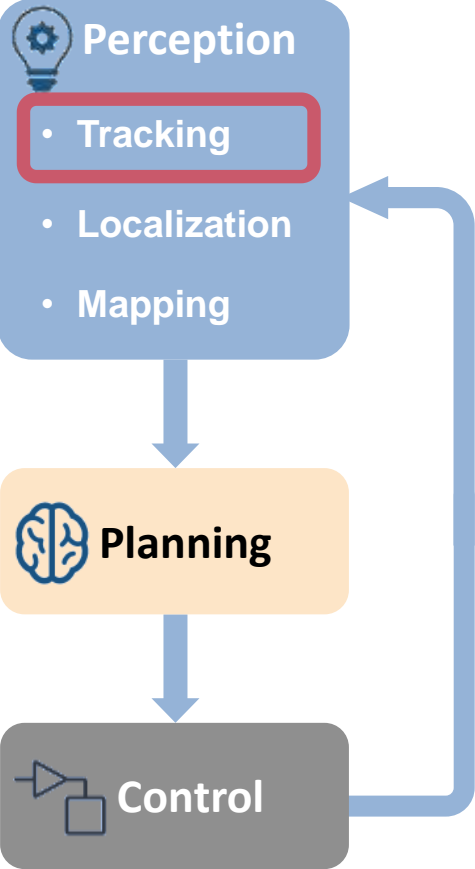 Perception
• Tracking
• Localization
• Mapping
Planning
Control